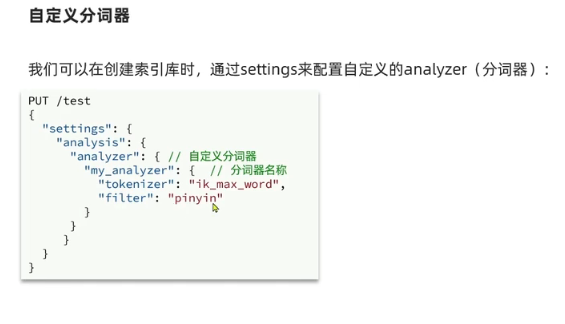 自定义分词器
我们可以在创建索引库时，通过settings来配置自定义的analyzer（分词器）：
PUT /test
{
  "settings": {
    "analysis": {
      "analyzer": { // 自定义分词器
        "my_analyzer": {  // 分词器名称
          "tokenizer": "ik_max_word",
          "filter": "pinyin"
        }
      }
     }
  }
}